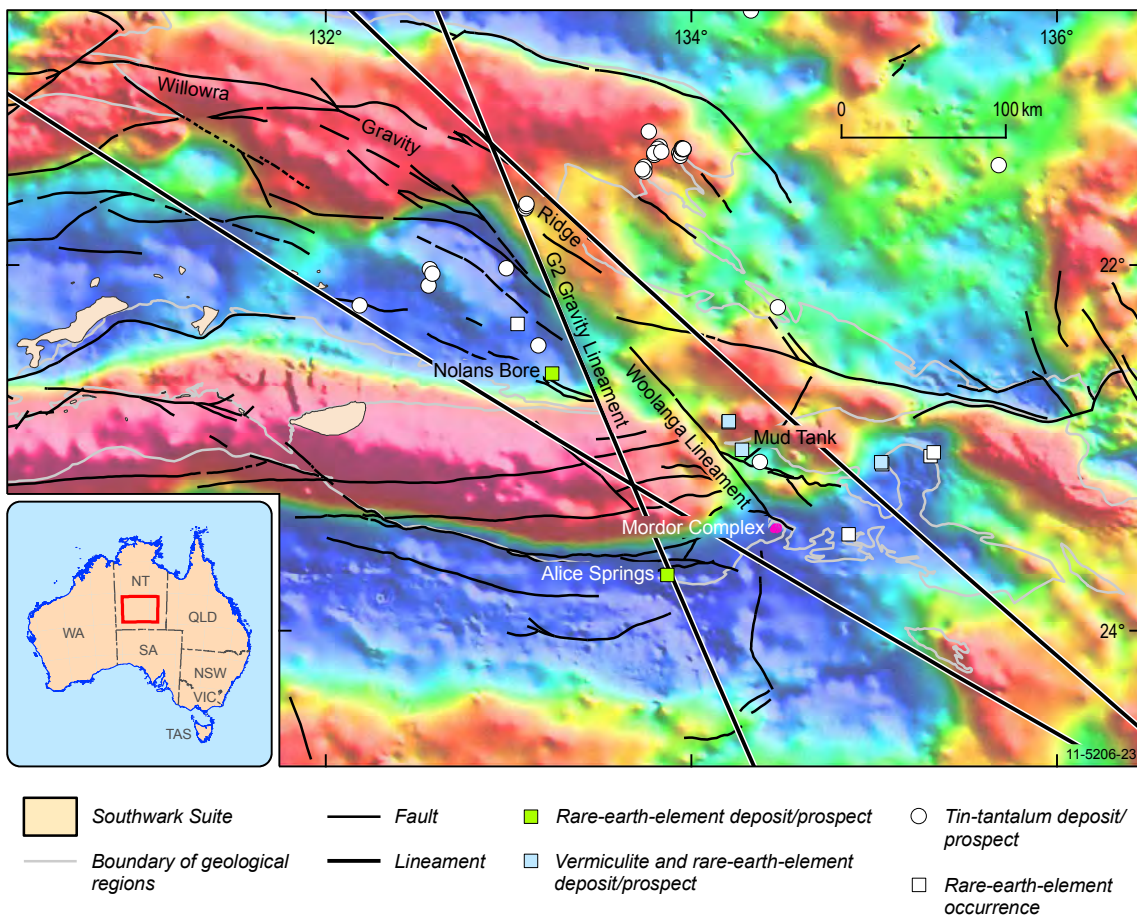 132°
134°
136°
Willowra
Gravity
Ridge
0
100 km
22°
G2 Gravity Lineament
Nolans Bore
Woolanga Lineament
Mud Tank
Mordor Complex
Alice Springs
24°
11-5206-23
NT
WA
QLD
SA
NSW
VIC
TAS
Southwark Suite
Boundary of geological
regions
Fault
Lineament
Rare-earth-element deposit/prospect
Vermiculite and rare-earth-element
deposit/prospect
Tin-tantalum deposit/
prospect
Rare-earth-element
occurrence